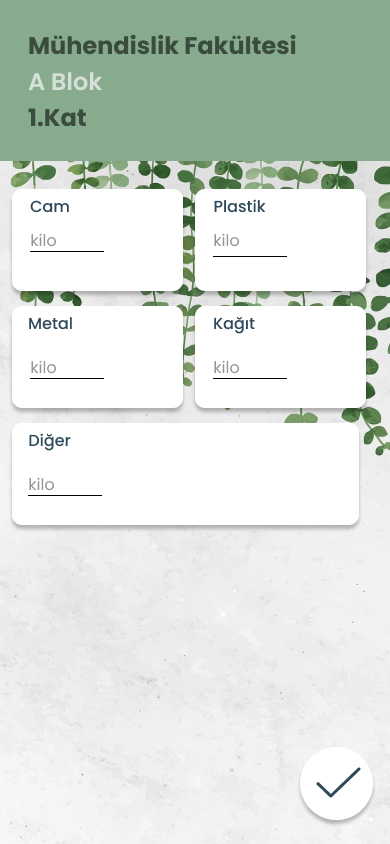 Mühendislik Fakültesi
A Blok
1.Kat
Cam
kilo
Plastik
kilo
Metal
kilo
Kağıt
kilo
Diğer
kilo